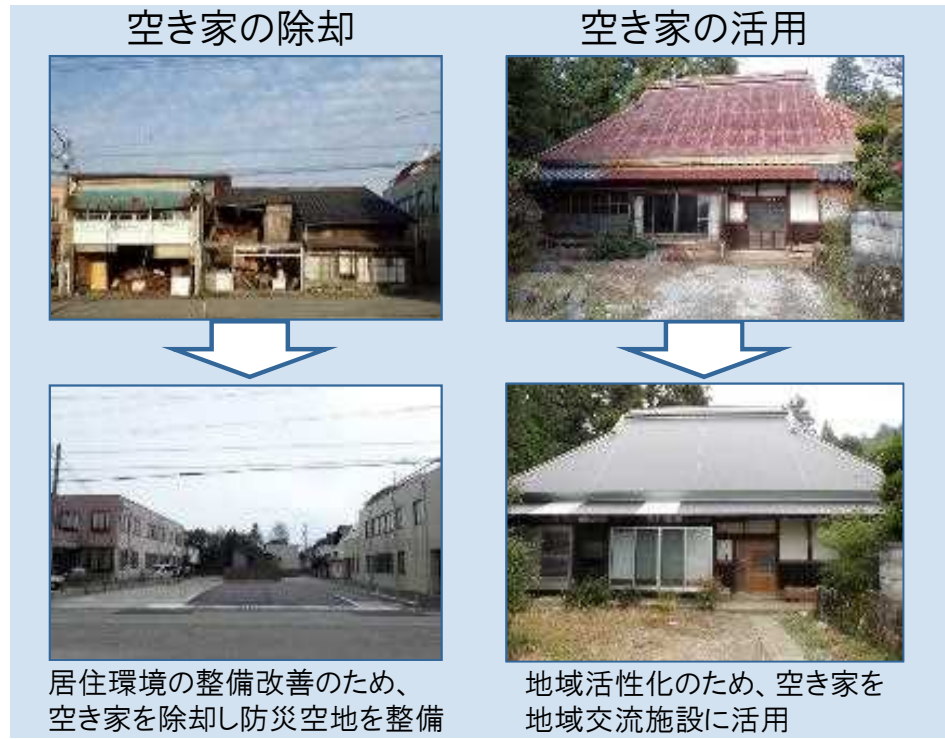 空き家の除却
空き家の活用
居住環境の整備改善のため、
空き家を除却し防災空地を整備
地域活性化のため、空き家を
地域交流施設に活用